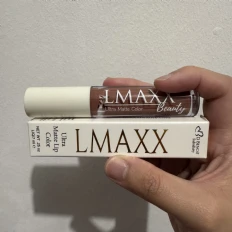 LMAXX
Ultra Matte Color
Beauty
Ultra
Matte Lip
Color
LMAXX